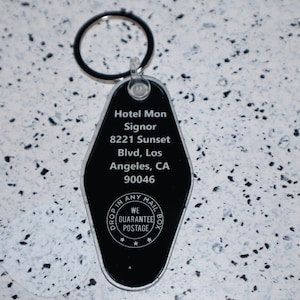 Hotel Mon
Signor
8221 Sunset
Blvd, Los
Angeles, CA
90046
DROP IN ANY MAIL BOX
WE
GUARANTEE
POSTAGE